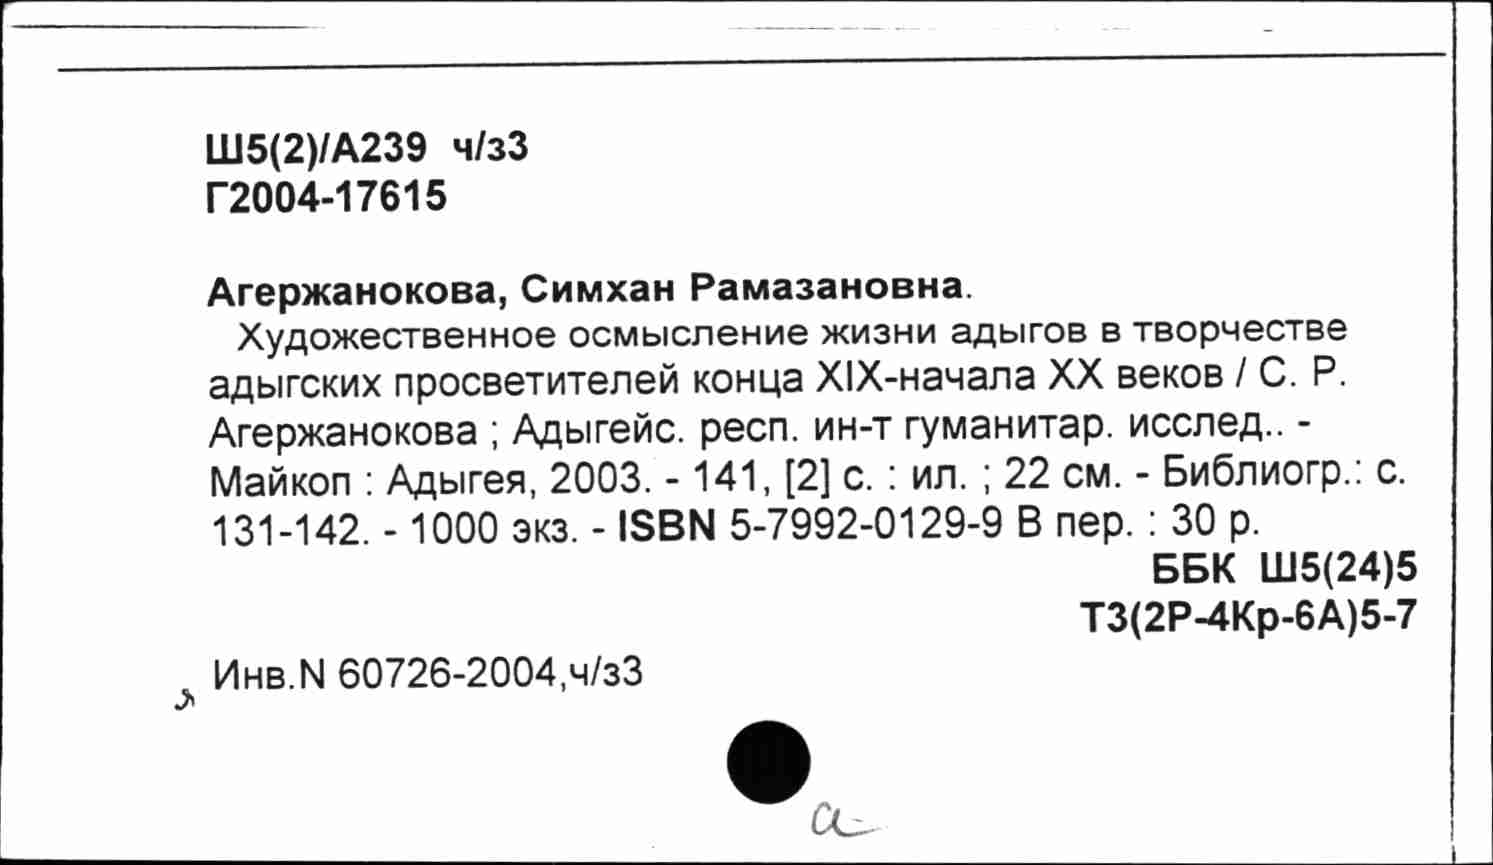 Ш5(2)/А239 ч/з3
Г2004-17615
Агержанокова, Симхан Рамазановна.
Художественное осмысление жизни адыгов в творчестве
адыгских просветителей конца XIX-начала XX веков / С. Р.
Агержанокова ; Адыгейс. респ. ин-т гуманитар. исслед.. -
Майкоп : Адыгея, 2003. - 141, [2] с. : ил. ; 22 см. - Библиогр.: с.
131-142. - 1000 экз. - ISBN 5-7992-0129-9 В пер. : 30 р.
ББК Ш5(24)5
Т3(2Р-4Кр-6А)5-7
Инв.N 60726-2004,ч/з3
а